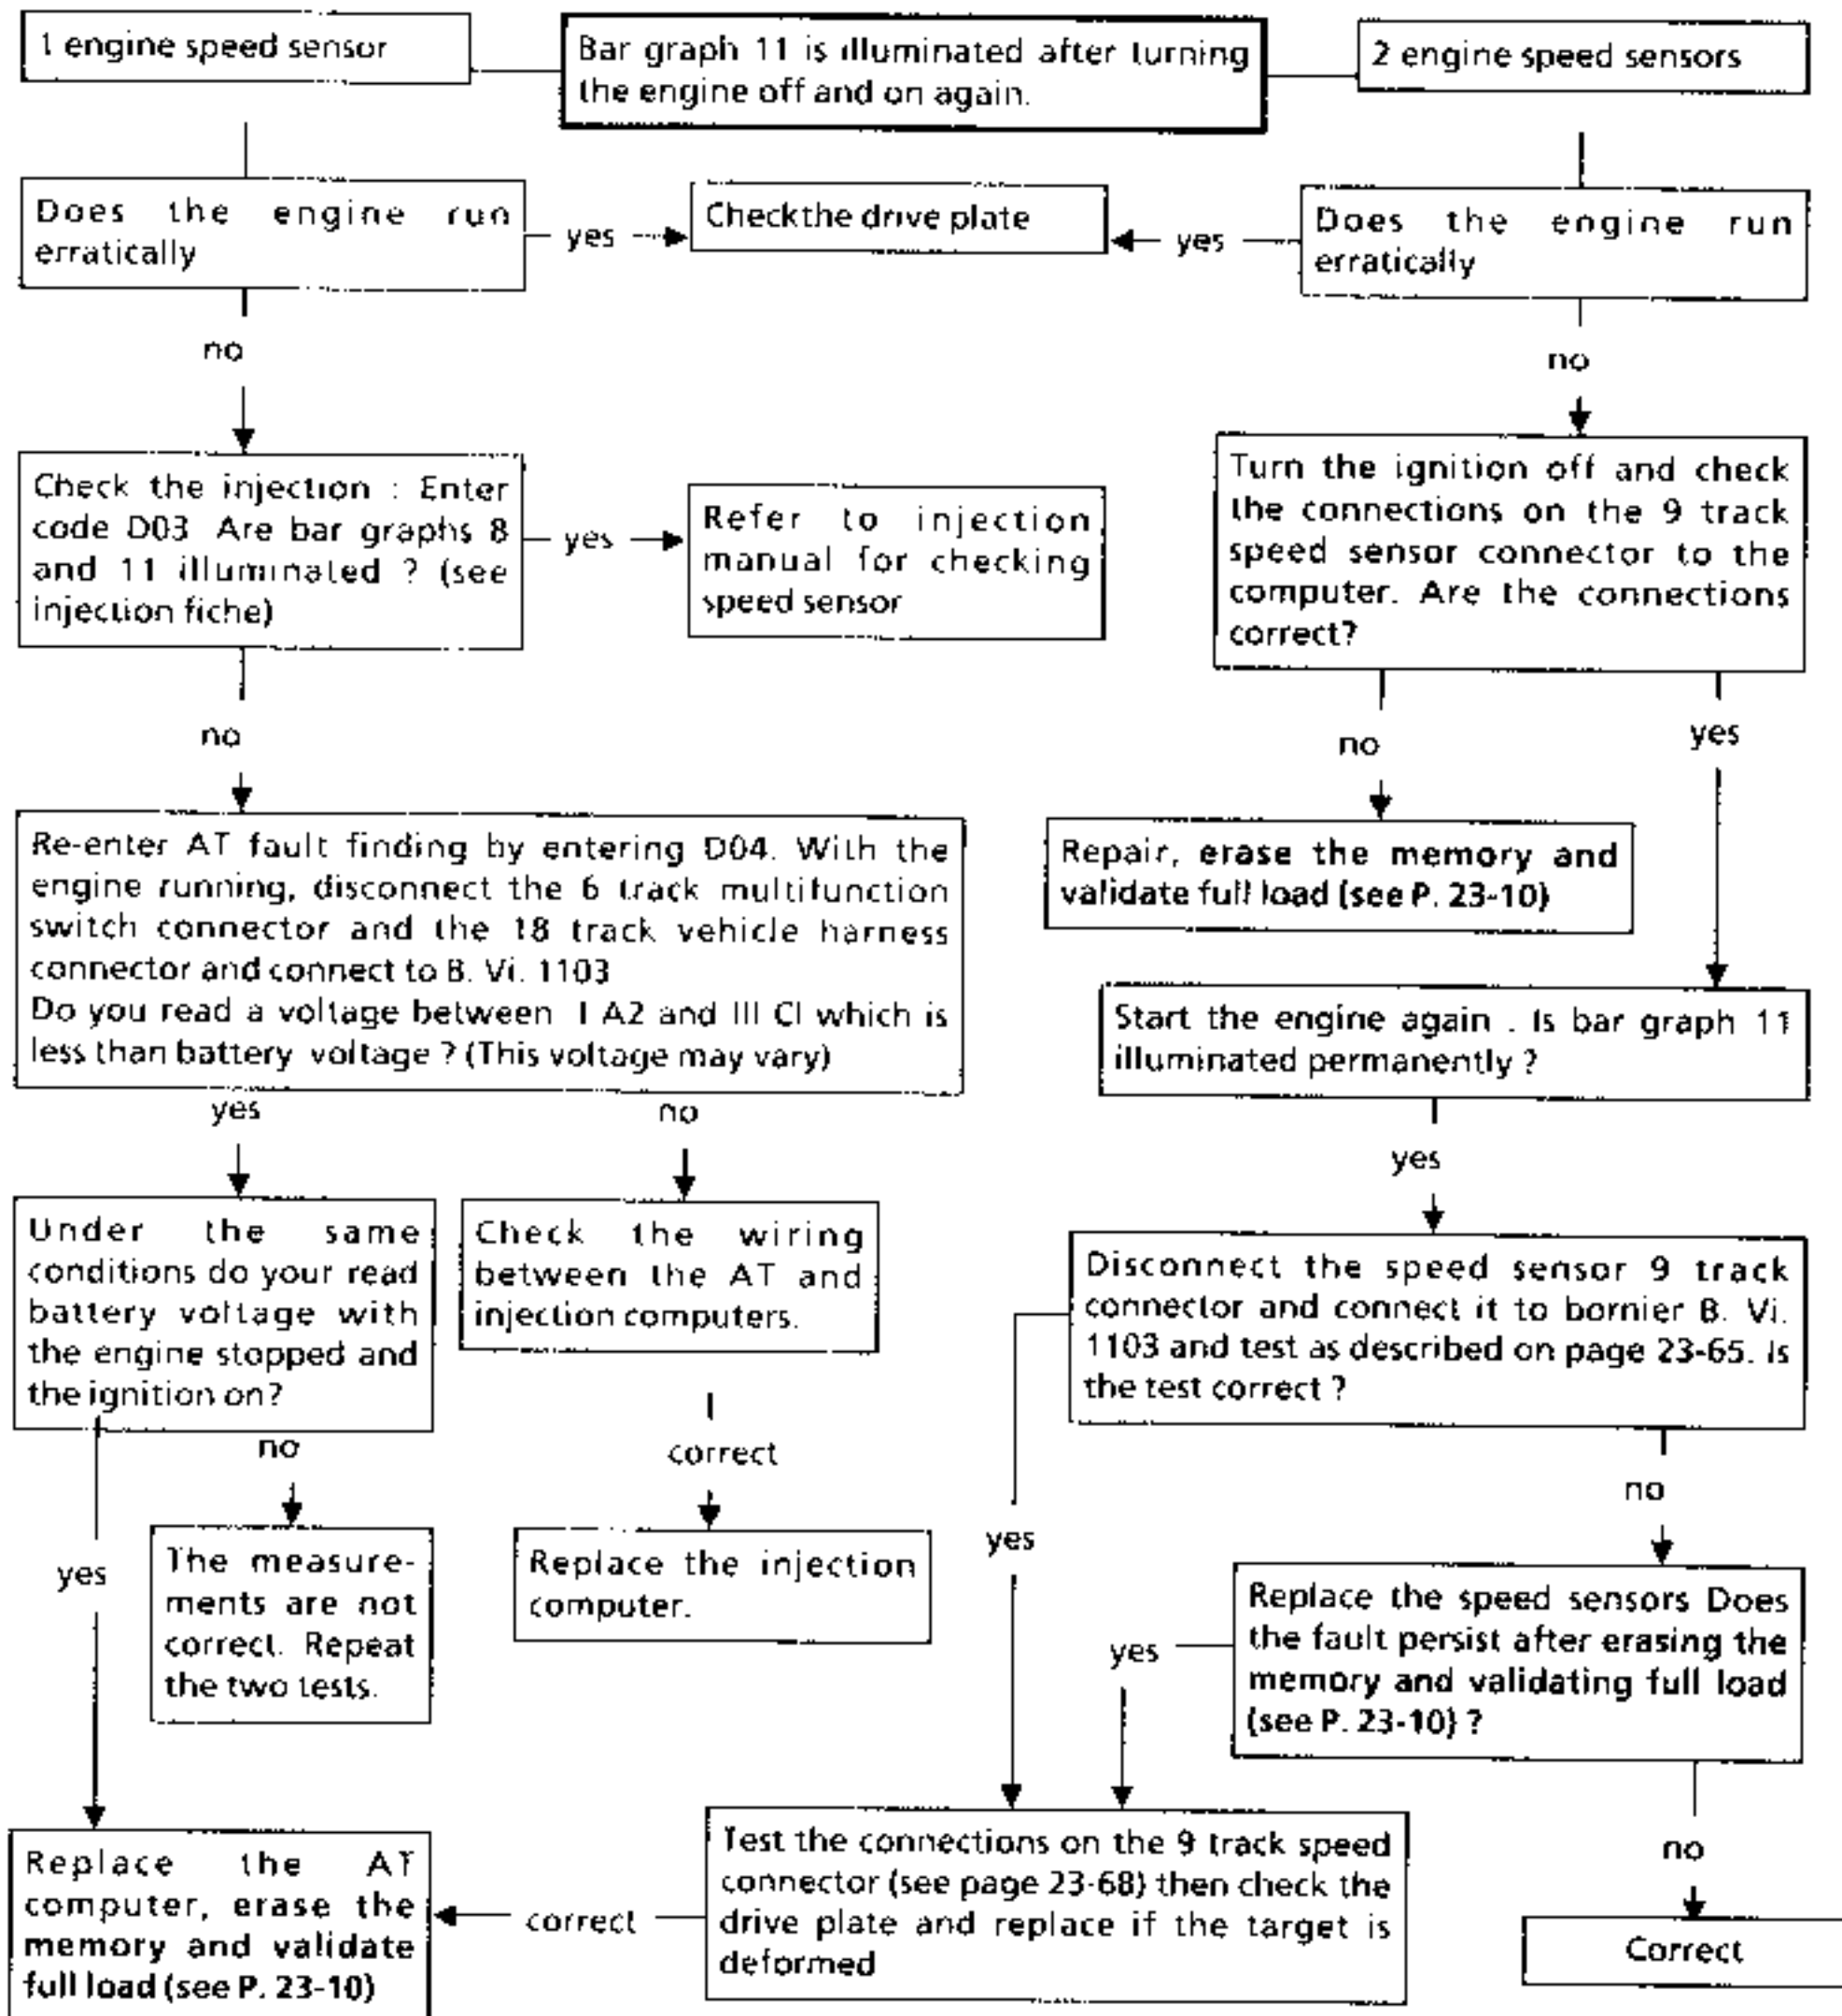 1 engine speed sensor
Bar graph 11 is illuminated after turning
the engine off and on again.
2 engine speed sensors
Does the engine run
erratically
yes
Check the drive plate
yes
Does the engine run
erratically
no
no
Check the injection : Enter
code D03 Are bar graphs 8
and 11 illuminated ? (see
injection fiche)
yes
Refer to injection
manual for checking
speed sensor
Turn the ignition off and check
the connections on the 9 track
speed sensor connector to the
computer. Are the connections
correct?
no
no
yes
Re-enter AT fault finding by entering D04. With the
engine running, disconnect the 6 track multifunction
switch connector and the 18 track vehicle harness
connector and connect to B. Vi. 1103
Do you read a voltage between I A2 and III CI which is
less than battery voltage ? (This voltage may vary)
Repair, erase the memory and
validate full load (see P. 23-10)
Start the engine again . Is bar graph 11
illuminated permanently ?
yes
no
yes
Under the same
conditions do your read
battery voltage with
the engine stopped and
the ignition on?
Check the wiring
between the AT and
injection computers.
Disconnect the speed sensor 9 track
connector and connect it to bornier B. Vi.
1103 and test as described on page 23-65. Is
the test correct ?
no
correct
no
yes
yes
The measure-
ments are not
correct. Repeat
the two tests.
Replace the injection
computer.
Replace the speed sensors Does
the fault persist after erasing the
memory and validating full load
(see P. 23-10) ?
yes
no
Replace the AT
computer, erase the
memory and validate
full load (see P. 23-10)
correct
Test the connections on the 9 track speed
connector (see page 23-68) then check the
drive plate and replace if the target is
deformed
Correct